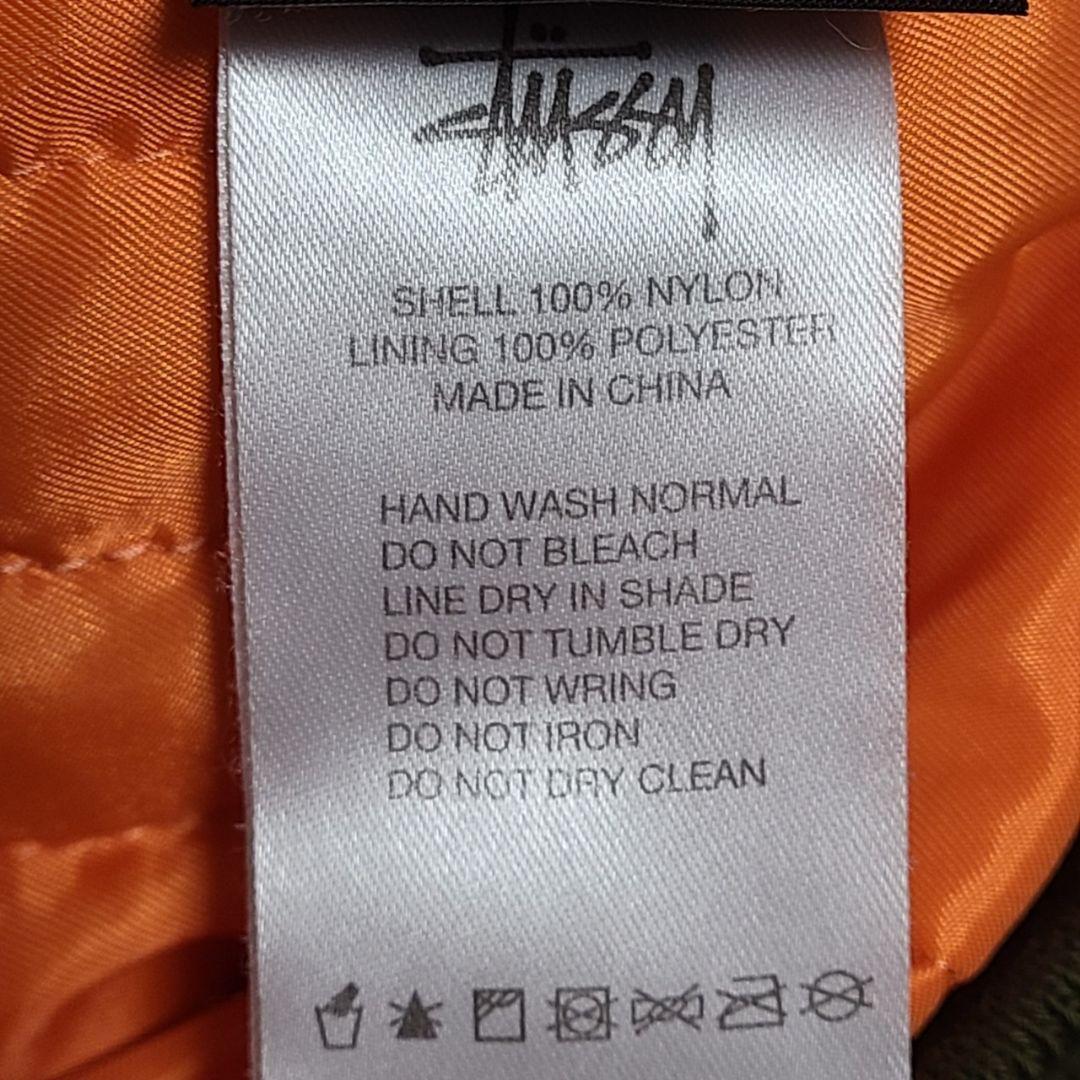 STÜSSY
SHELL 100% NYLON
LINING 100% POLYESTER
MADE IN CHINA
HAND WASH NORMAL
DO NOT BLEACH
LINE DRY IN SHADE
DO NOT TUMBLE DRY
DO NOT WRING
DO NOT IRON
DO NOT DRY CLEAN